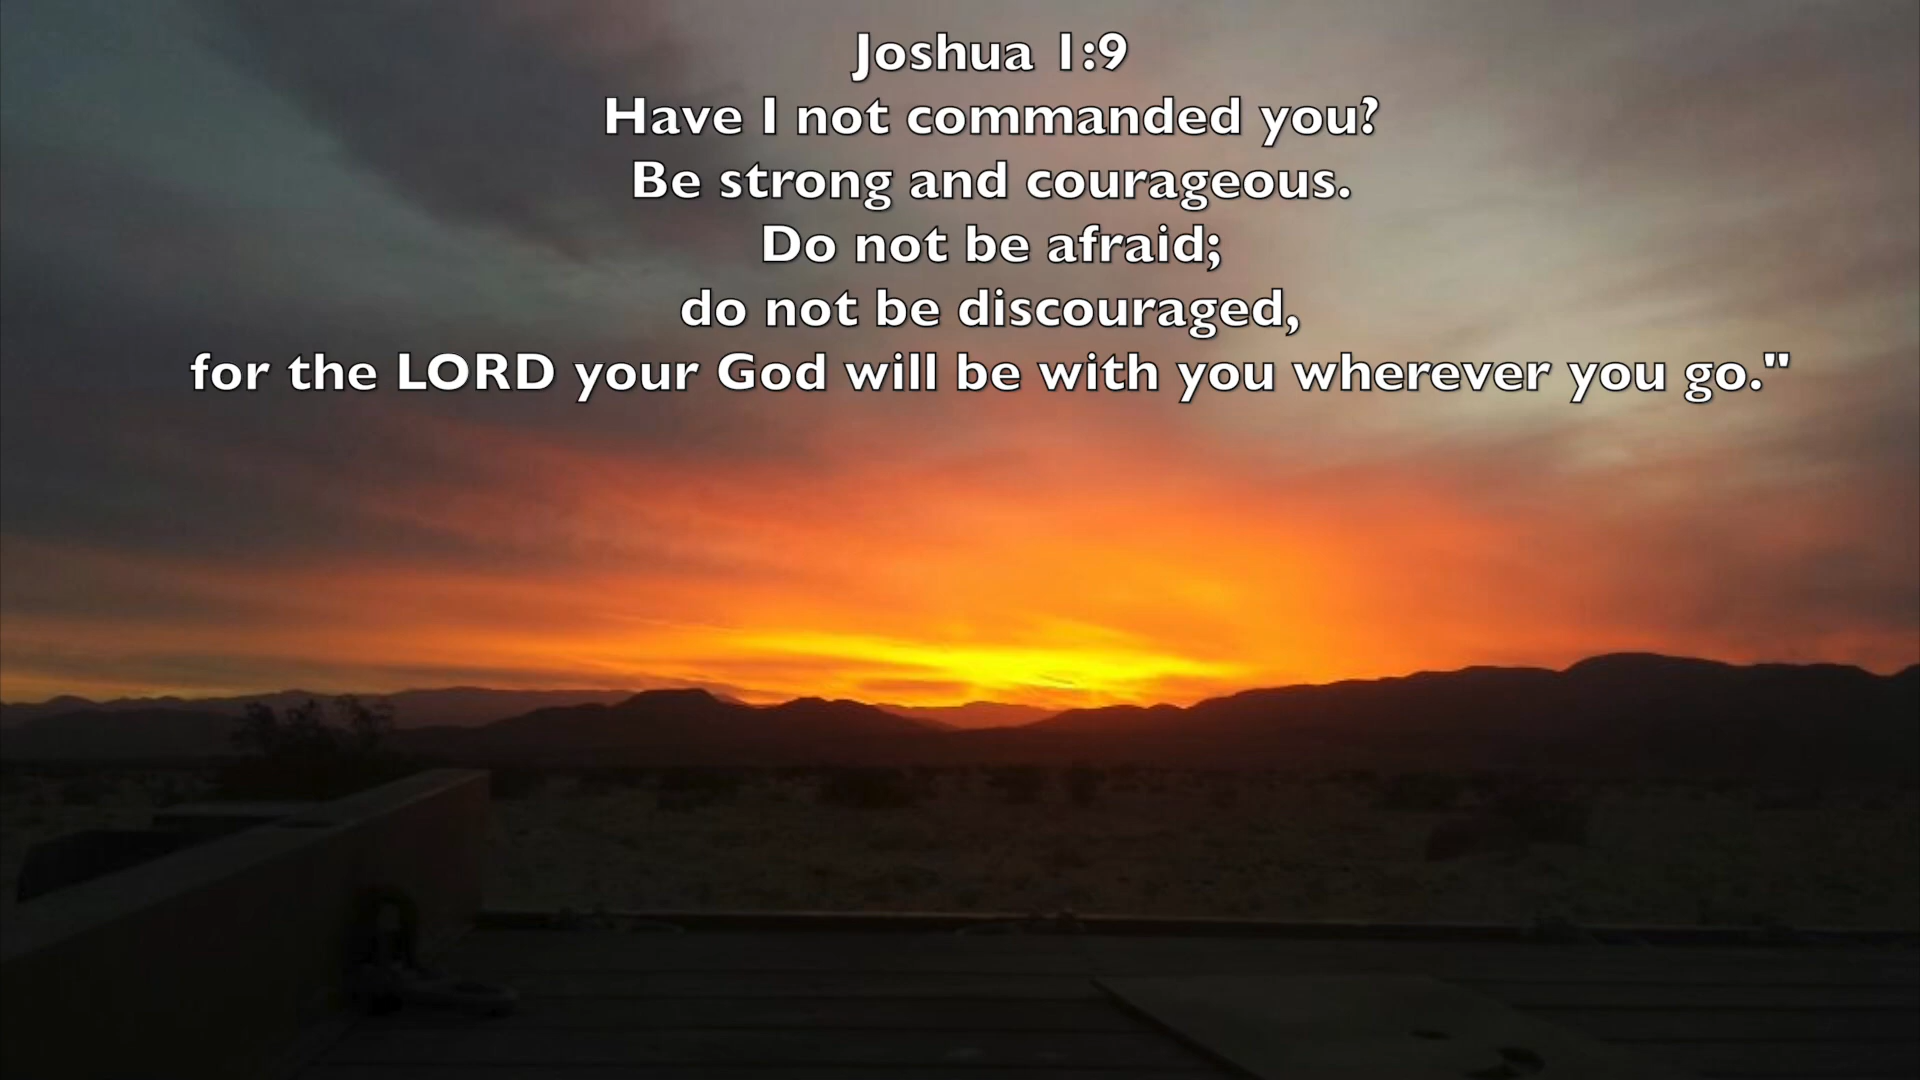 Joshua 1:9
Have I not commanded you?
Be strong and courageous.
Do not be afraid;
do not be discouraged,
for the LORD your God will be with you wherever you go."